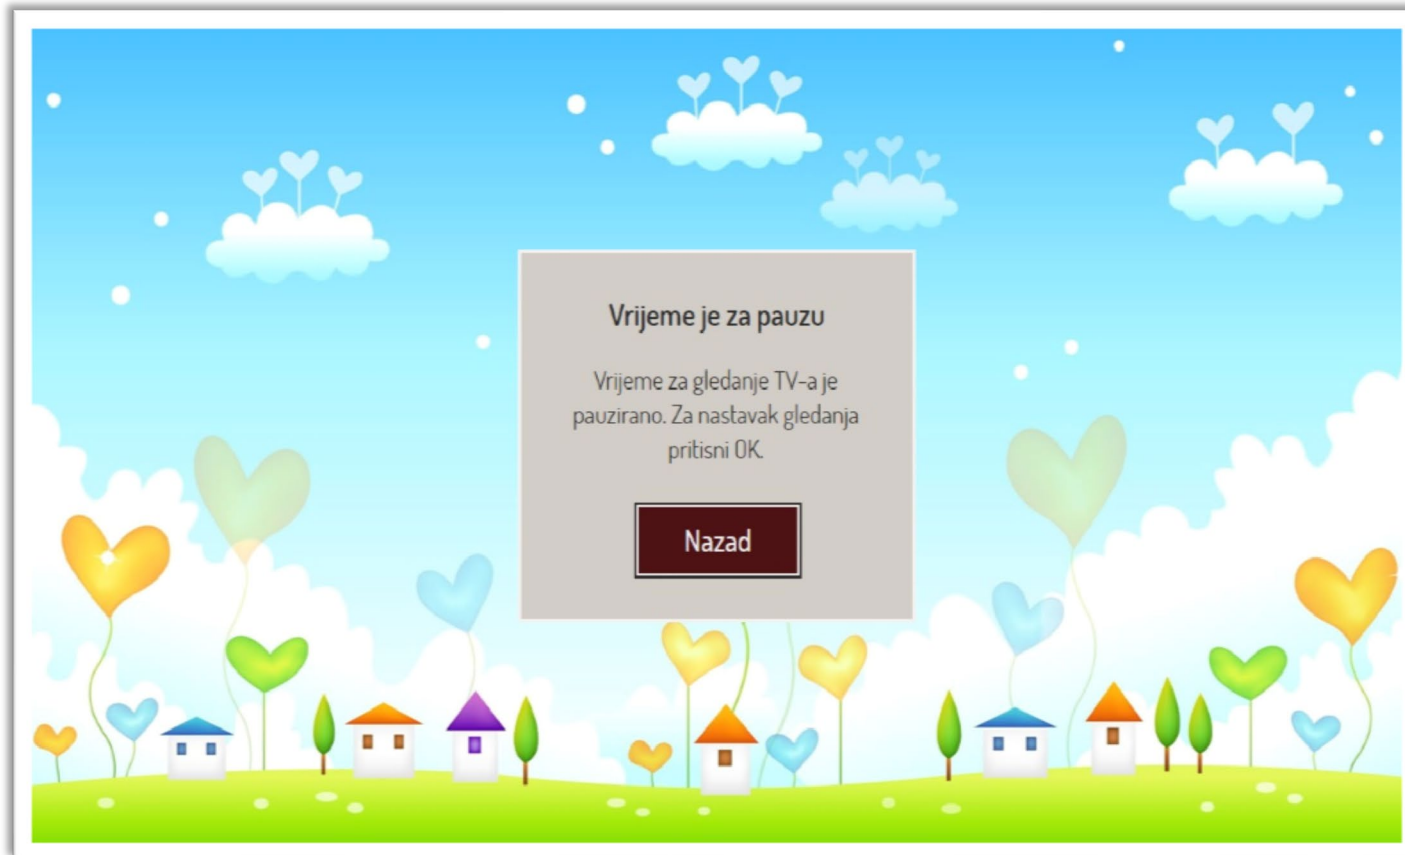 Vrijeme je za pauzu
Vrijeme za gledanje TV-a je
pauzirano. Za nastavak gledanja
pritisni OK.
Nazad